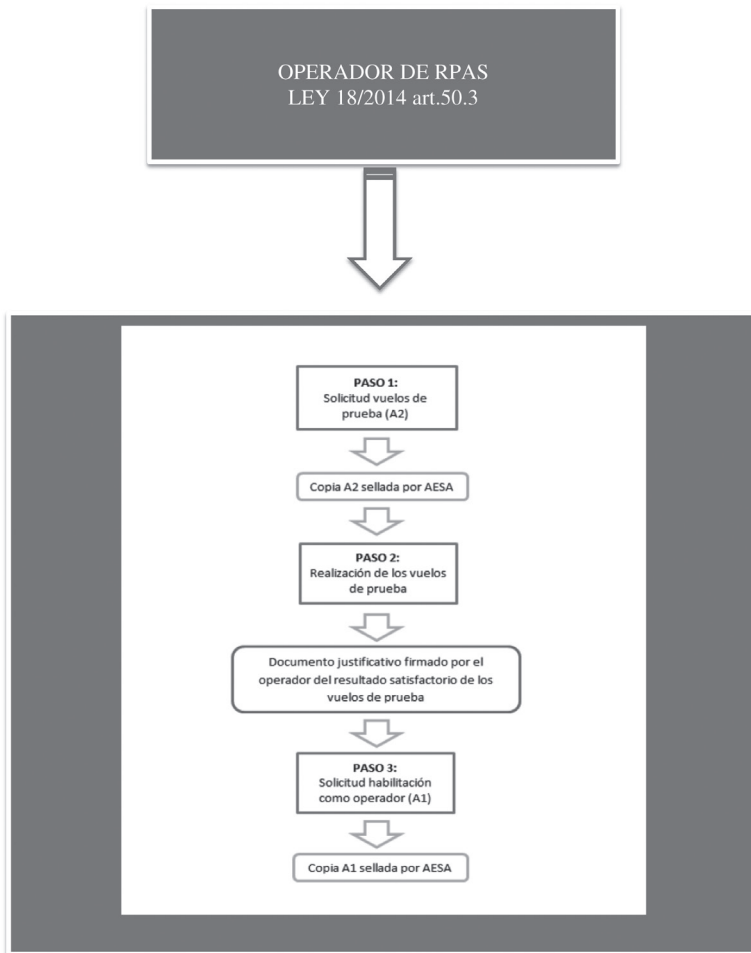 OPERADOR DE RPAS
LEY 18/2014 art.50.3
PASO 1:
Solicitud vuelos de
prueba (A2)
Copia A2 sellada por AESA
PASO 2:
Realización de los vuelos
de prueba
Documento justificativo firmado por el
operador del resultado satisfactorio de los
vuelos de prueba
PASO 3:
Solicitud habilitación
como operador (A1)
Copia A1 sellada por AESA